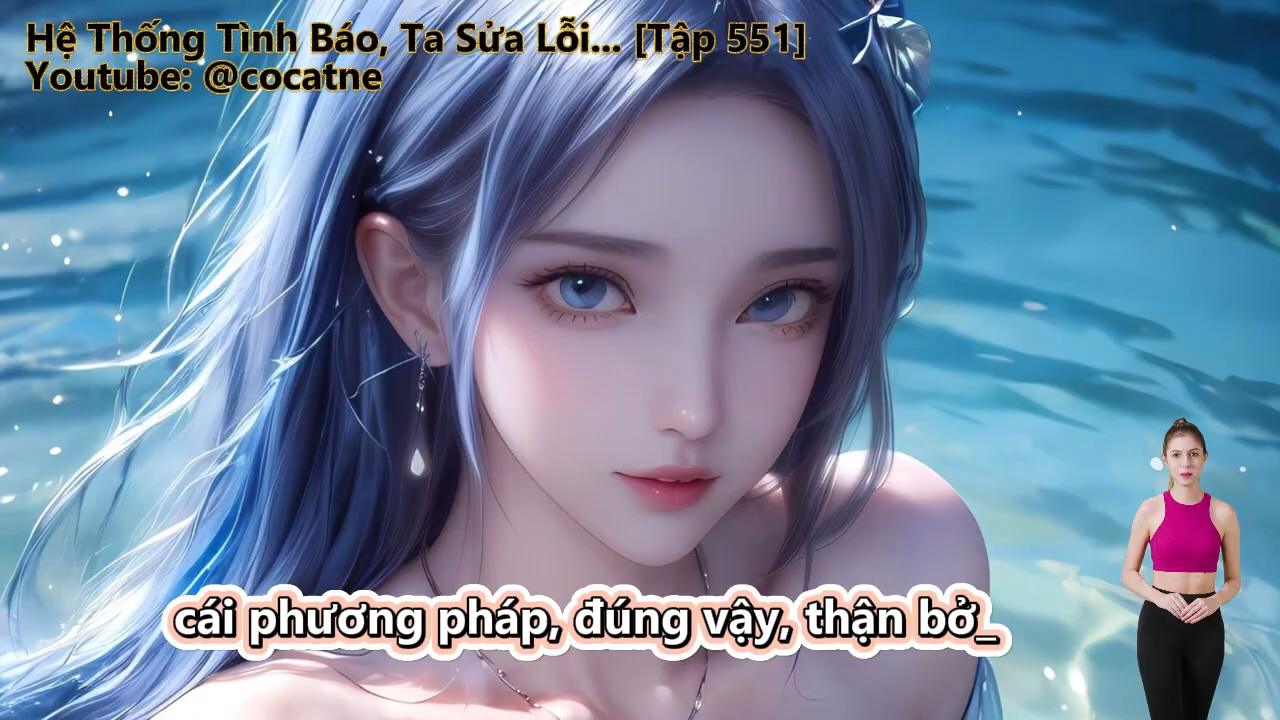 Hệ Thống Tình Báo, Ta Sửa Lỗi... [Tập 551]
Youtube: @cocatne
cái phương pháp, đúng vậy, thận bở_